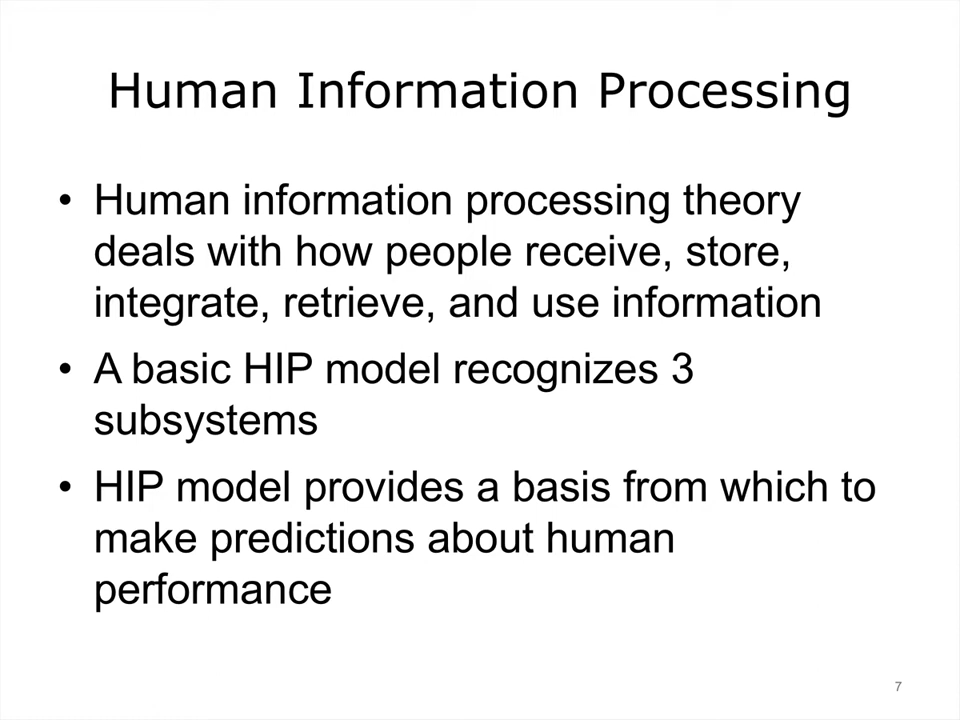 Human Information Processing
• Human information processing theory
deals with how people receive, store,
integrate, retrieve, and use information
• A basic HIP model recognizes 3
subsystems
• HIP model provides a basis from which to
make predictions about human
performance
7